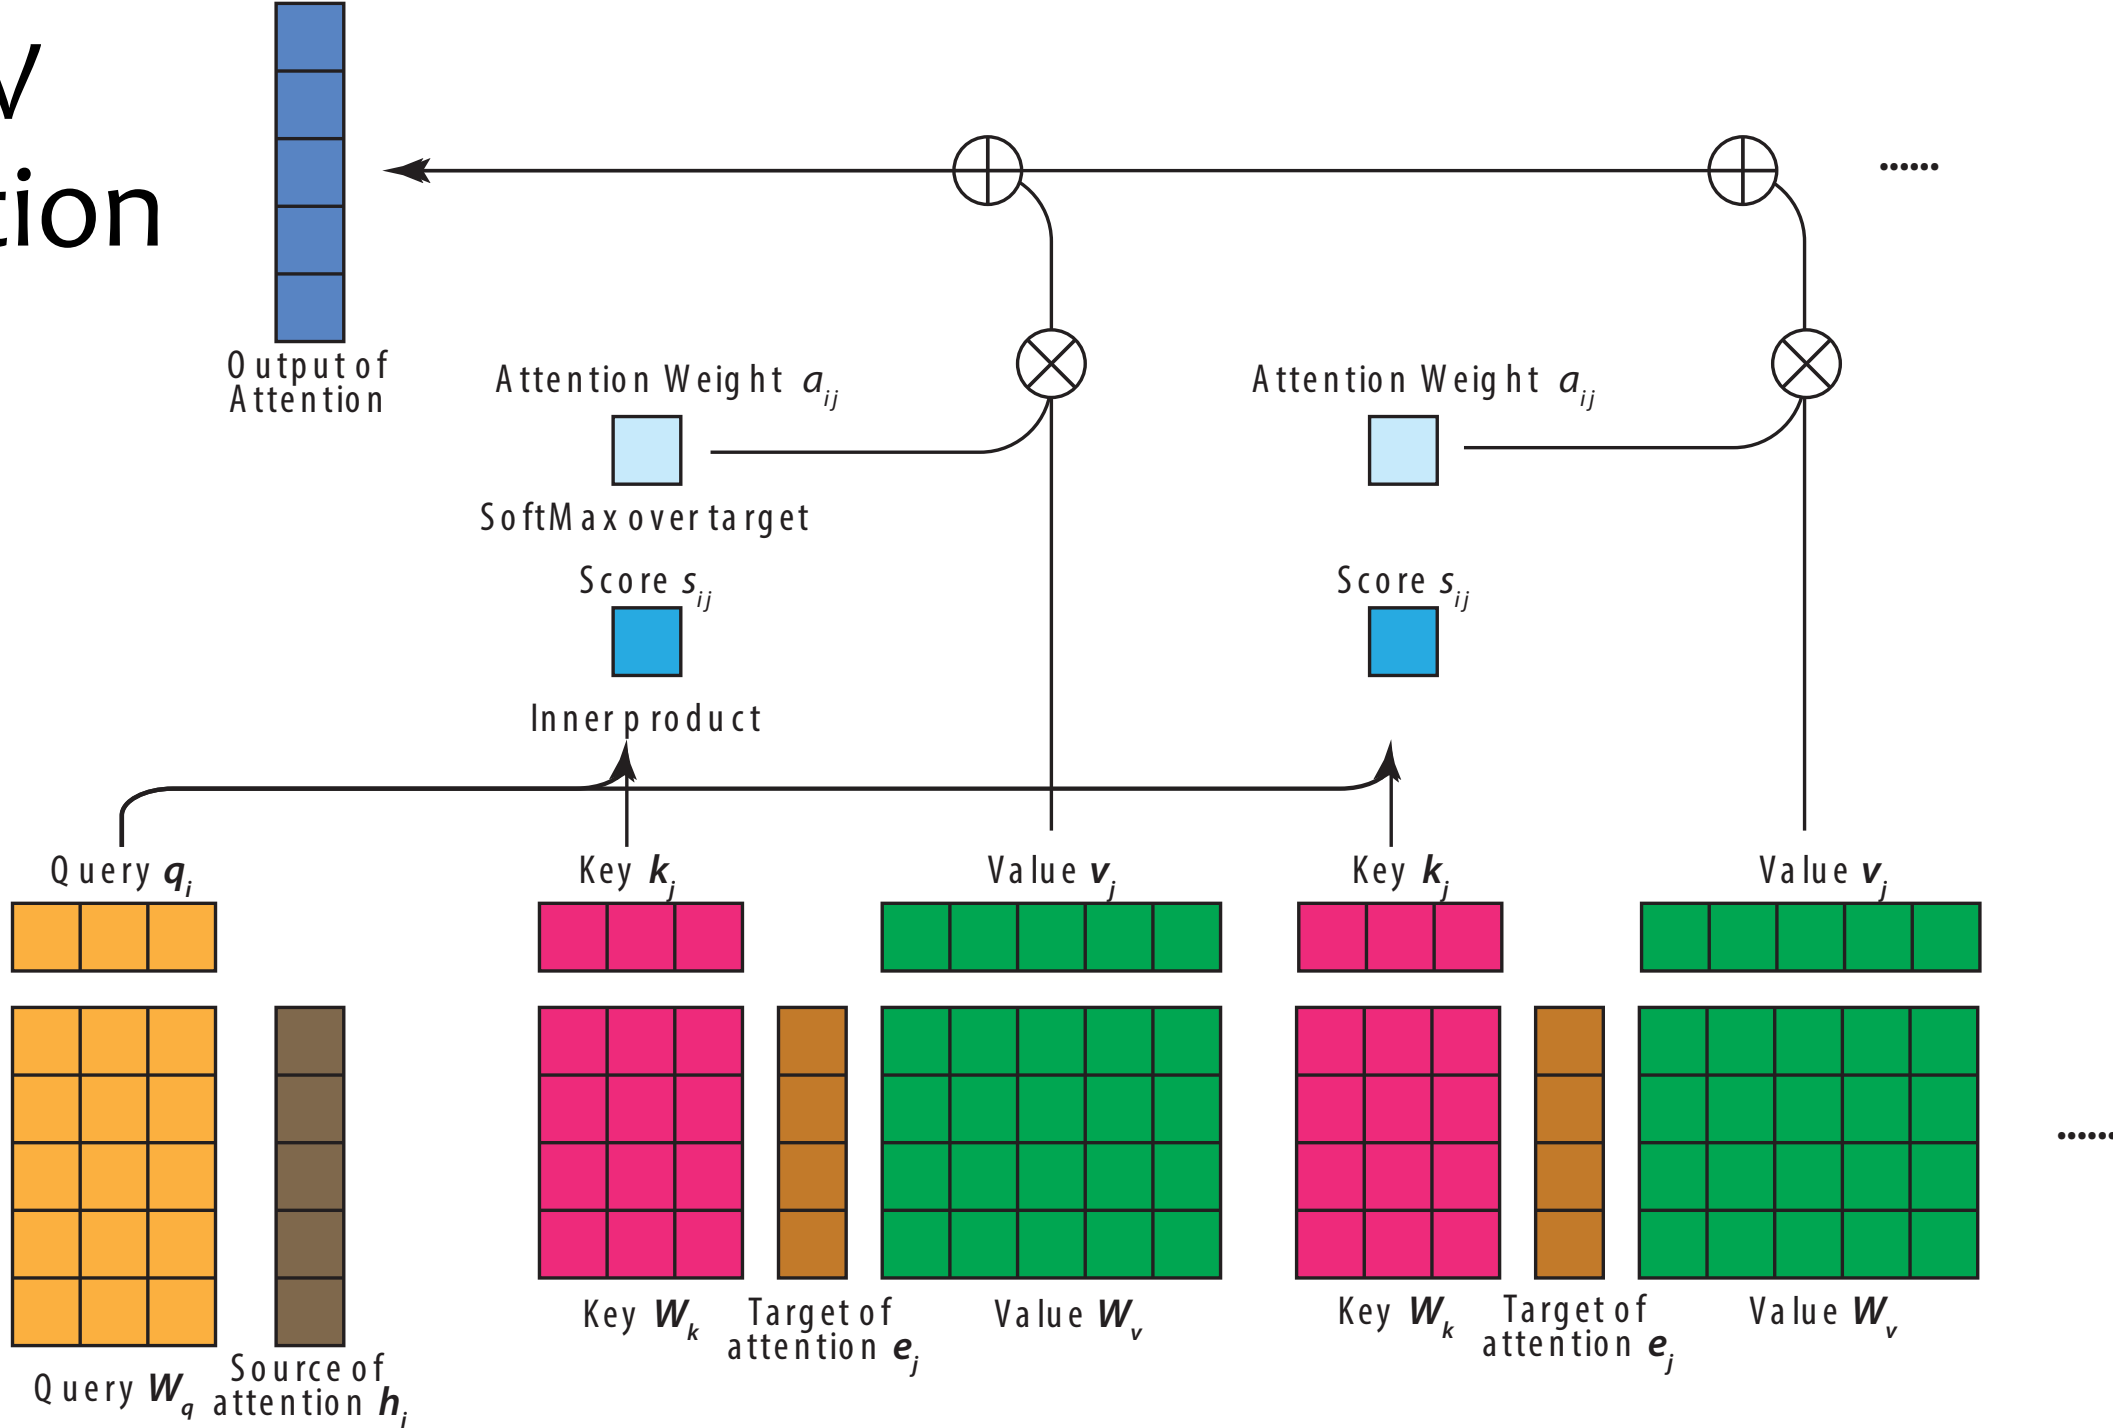 V
tion
Output of
Attention
Attention Weight a_ij
Attention Weight a_ij
SoftMax over target
Score s_ij
Score s_ij
Inner product
Query q_i
Key k_j
Value v_j
Key k_j
Value v_j
Key W_k
Target of
attention e_j
Value W_v
Key W_k
Target of
attention e_j
Value W_v
Query W_q
Source of
attention h_i
......
......